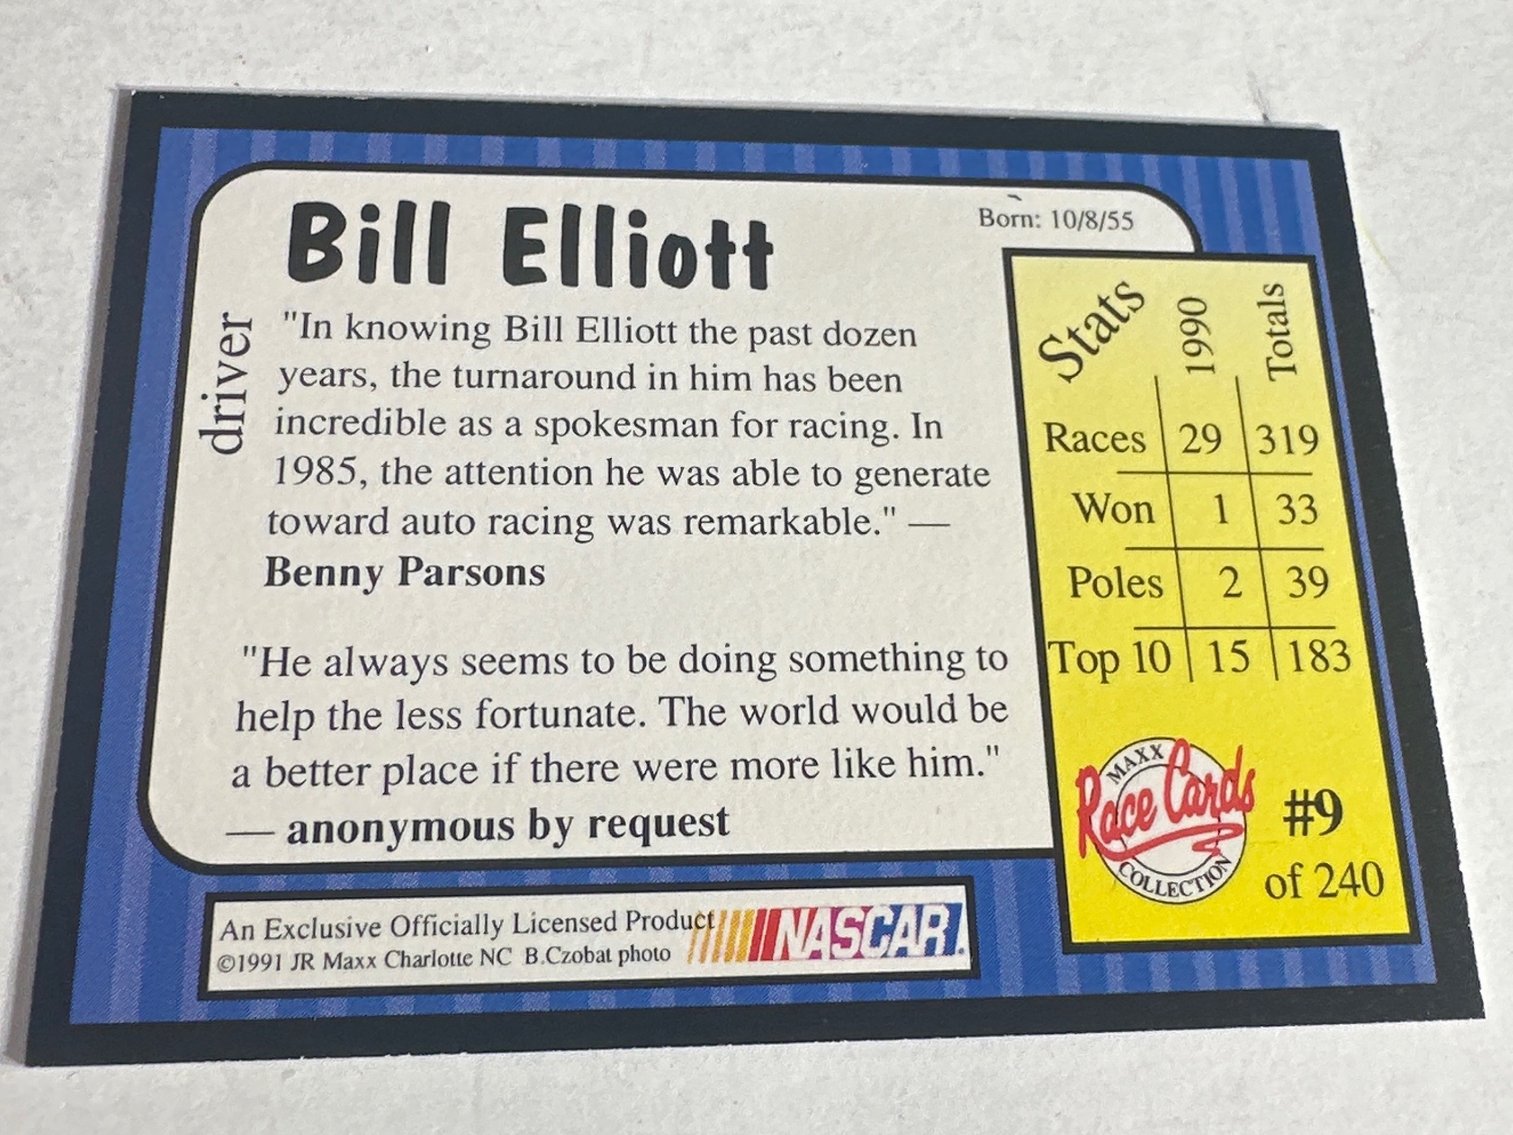 Bill Elliott
Born: 10/8/55
driver
"In knowing Bill Elliott the past dozen
years, the turnaround in him has been
incredible as a spokesman for racing. In
1985, the attention he was able to generate
toward auto racing was remarkable." —
Benny Parsons
"He always seems to be doing something to
help the less fortunate. The world would be
a better place if there were more like him."
— anonymous by request
Stats 1990 Totals
Races 29 319
Won 1 33
Poles 2 39
Top 10 15 183
MAXX
Race Cards
COLLECTION
#9
of 240
An Exclusive Officially Licensed Product
©1991 JR Maxx Charlotte NC B.Czobat photo
NASCAR